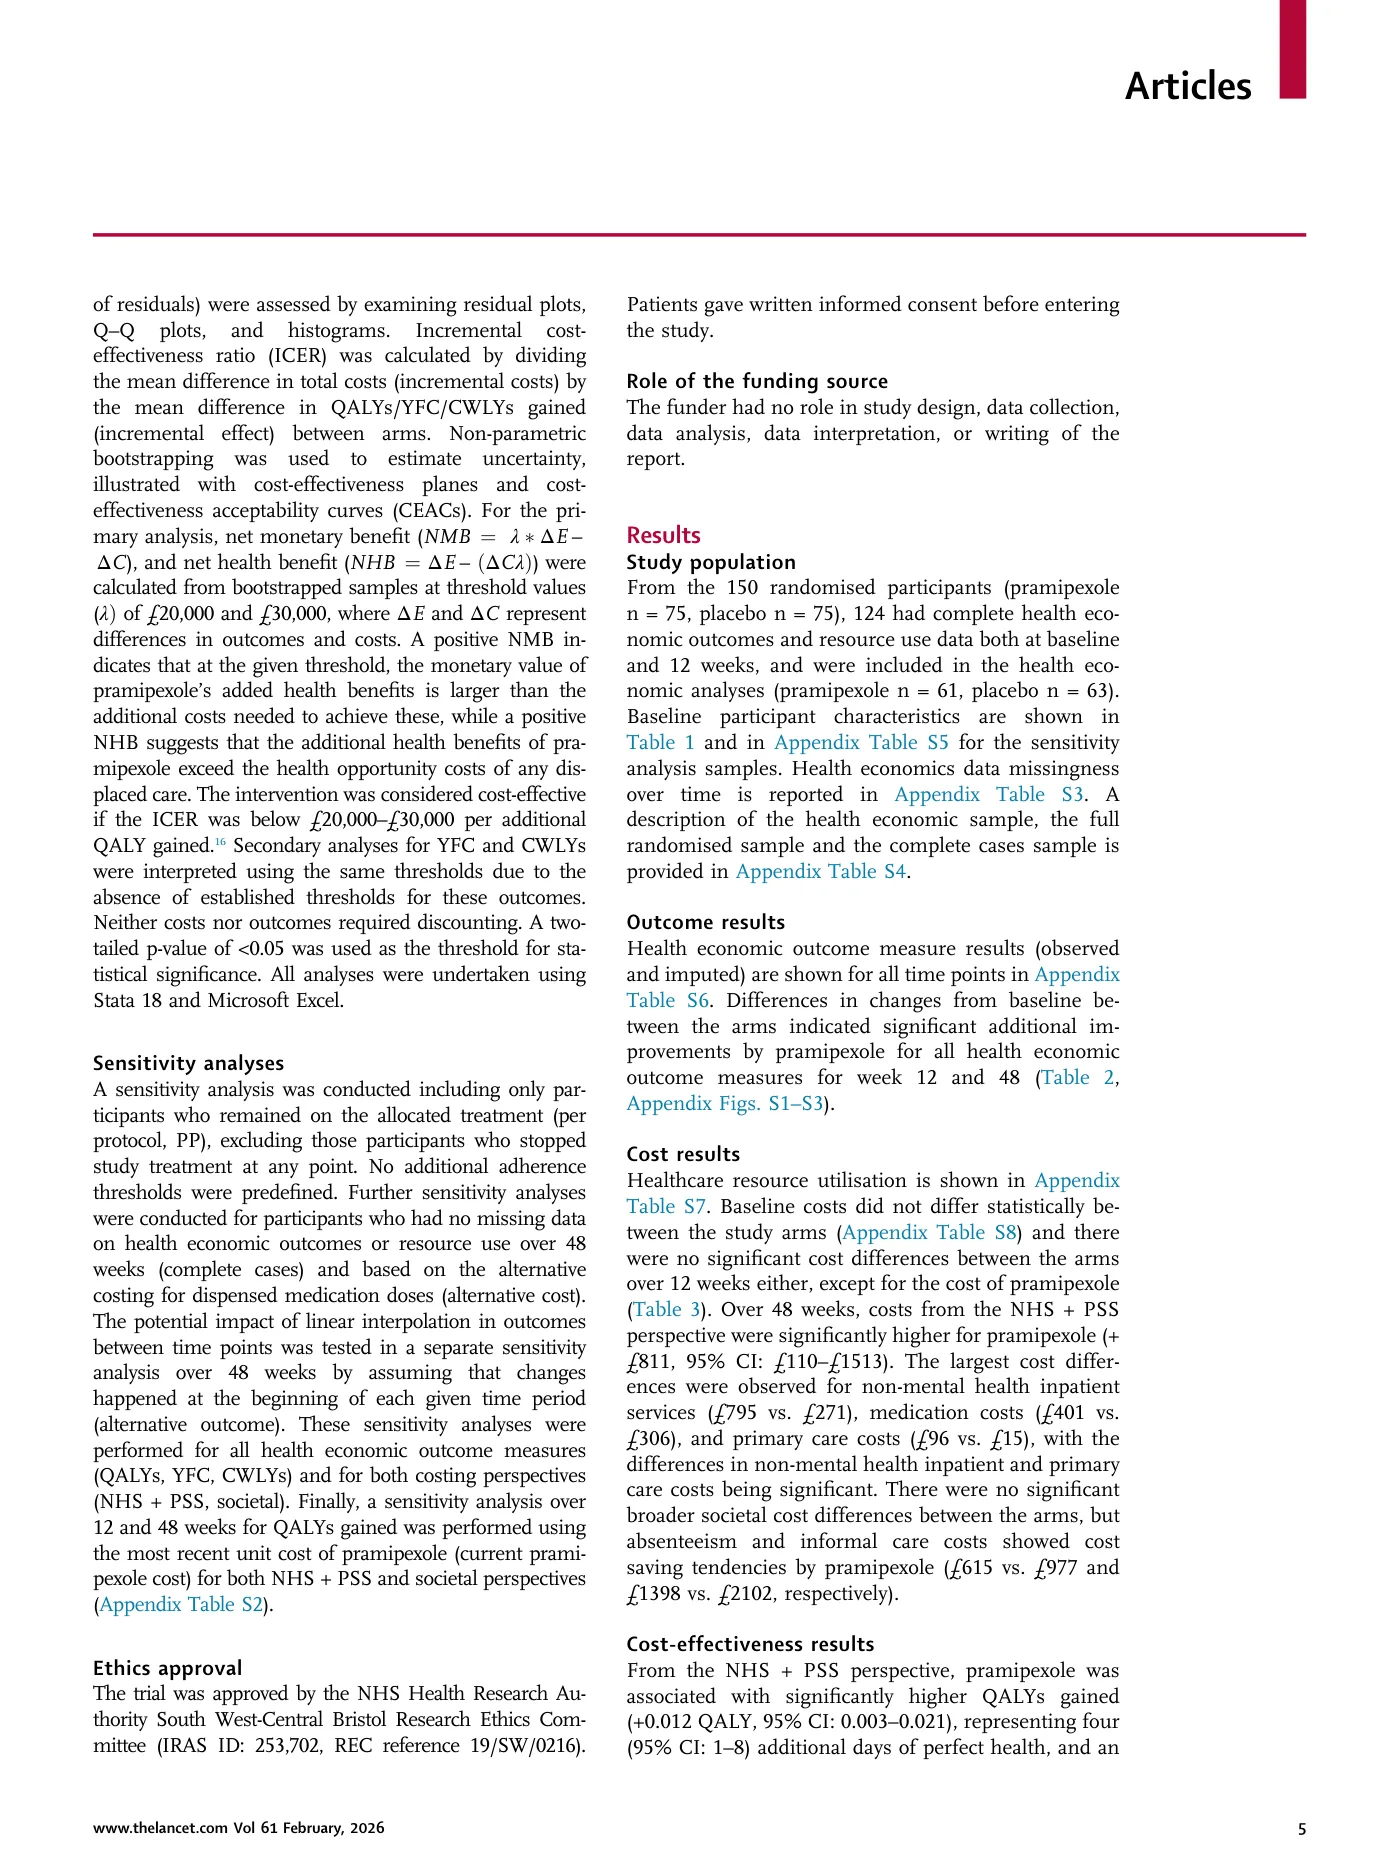 Articles
of residuals) were assessed by examining residual plots,
Q–Q plots, and histograms. Incremental cost-
effectiveness ratio (ICER) was calculated by dividing
the mean difference in total costs (incremental costs) by
the mean difference in QALYs/YFC/CWLYs gained
(incremental effect) between arms. Non-parametric
bootstrapping was used to estimate uncertainty,
illustrated with cost-effectiveness planes and cost-
effectiveness acceptability curves (CEACs). For the pri-
mary analysis, net monetary benefit (NMB = λ ∗ ΔE –
ΔC), and net health benefit (NHB = ΔE – (ΔCλ)) were
calculated from bootstrapped samples at threshold values
(λ) of £20,000 and £30,000, where ΔE and ΔC represent
differences in outcomes and costs. A positive NMB in-
dicates that at the given threshold, the monetary value of
pramipexole's added health benefits is larger than the
additional costs needed to achieve these, while a positive
NHB suggests that the additional health benefits of pra-
mipexole exceed the health opportunity costs of any dis-
placed care. The intervention was considered cost-effective
if the ICER was below £20,000–£30,000 per additional
QALY gained.16 Secondary analyses for YFC and CWLYs
were interpreted using the same thresholds due to the
absence of established thresholds for these outcomes.
Neither costs nor outcomes required discounting. A two-
tailed p-value of <0.05 was used as the threshold for sta-
tistical significance. All analyses were undertaken using
Stata 18 and Microsoft Excel.
Sensitivity analyses
A sensitivity analysis was conducted including only par-
ticipants who remained on the allocated treatment (per
protocol, PP), excluding those participants who stopped
study treatment at any point. No additional adherence
thresholds were predefined. Further sensitivity analyses
were conducted for participants who had no missing data
on health economic outcomes or resource use over 48
weeks (complete cases) and based on the alternative
costing for dispensed medication doses (alternative cost).
The potential impact of linear interpolation in outcomes
between time points was tested in a separate sensitivity
analysis over 48 weeks by assuming that changes
happened at the beginning of each given time period
(alternative outcome). These sensitivity analyses were
performed for all health economic outcome measures
(QALYs, YFC, CWLYs) and for both costing perspectives
(NHS + PSS, societal). Finally, a sensitivity analysis over
12 and 48 weeks for QALYs gained was performed using
the most recent unit cost of pramipexole (current prami-
pexole cost) for both NHS + PSS and societal perspectives
(Appendix Table S2).
Ethics approval
The trial was approved by the NHS Health Research Au-
thority South West-Central Bristol Research Ethics Com-
mittee (IRAS ID: 253,702, REC reference 19/SW/0216).
Patients gave written informed consent before entering
the study.
Role of the funding source
The funder had no role in study design, data collection,
data analysis, data interpretation, or writing of the
report.
Results
Study population
From the 150 randomised participants (pramipexole
n = 75, placebo n = 75), 124 had complete health eco-
nomic outcomes and resource use data both at baseline
and 12 weeks, and were included in the health eco-
nomic analyses (pramipexole n = 61, placebo n = 63).
Baseline participant characteristics are shown in
Table 1 and in Appendix Table S5 for the sensitivity
analysis samples. Health economics data missingness
over time is reported in Appendix Table S3. A
description of the health economic sample, the full
randomised sample and the complete cases sample is
provided in Appendix Table S4.
Outcome results
Health economic outcome measure results (observed
and imputed) are shown for all time points in Appendix
Table S6. Differences in changes from baseline be-
tween the arms indicated significant additional im-
provements by pramipexole for all health economic
outcome measures for week 12 and 48 (Table 2,
Appendix Figs. S1–S3).
Cost results
Healthcare resource utilisation is shown in Appendix
Table S7. Baseline costs did not differ statistically be-
tween the study arms (Appendix Table S8) and there
were no significant cost differences between the arms
over 12 weeks either, except for the cost of pramipexole
(Table 3). Over 48 weeks, costs from the NHS + PSS
perspective were significantly higher for pramipexole (+
£811, 95% CI: £110–£1513). The largest cost differ-
ences were observed for non-mental health inpatient
services (£795 vs. £271), medication costs (£401 vs.
£306), and primary care costs (£96 vs. £15), with the
differences in non-mental health inpatient and primary
care costs being significant. There were no significant
broader societal cost differences between the arms, but
absenteeism and informal care costs showed cost
saving tendencies by pramipexole (£615 vs. £977 and
£1398 vs. £2102, respectively).
Cost-effectiveness results
From the NHS + PSS perspective, pramipexole was
associated with significantly higher QALYs gained
(+0.012 QALY, 95% CI: 0.003–0.021), representing four
(95% CI: 1–8) additional days of perfect health, and an
www.thelancet.com Vol 61 February, 2026
5